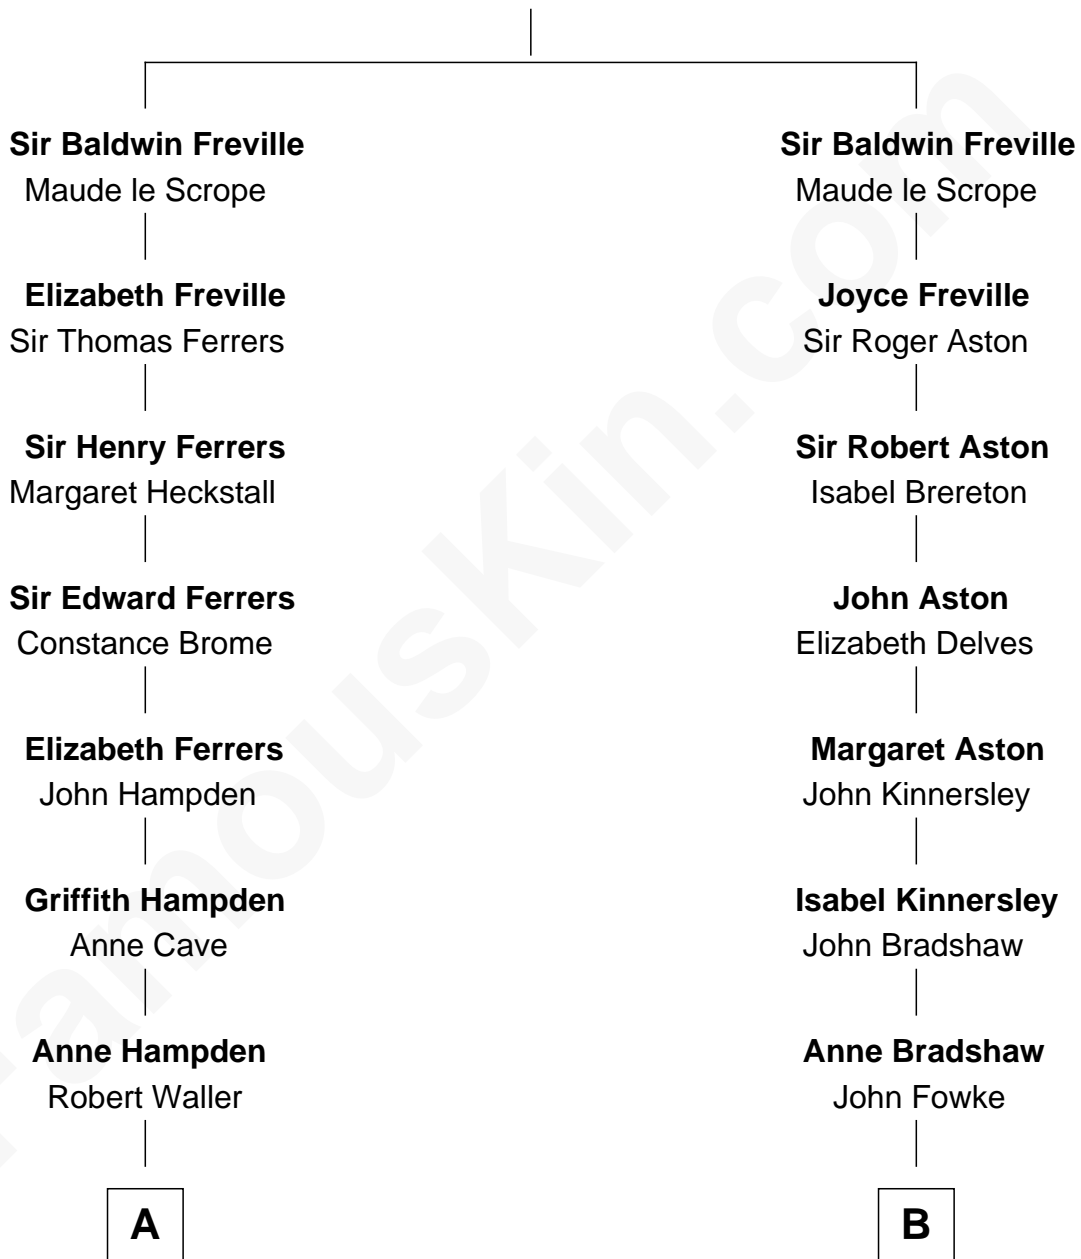 Sir Baldwin Freville
Maude le Scrope
Elizabeth Freville
Sir Thomas Ferrers
Sir Henry Ferrers
Margaret Heckstall
Sir Edward Ferrers
Constance Brome
Elizabeth Ferrers
John Hampden
Griffith Hampden
Anne Cave
Anne Hampden
Robert Waller
A
Sir Baldwin Freville
Maude le Scrope
Joyce Freville
Sir Roger Aston
Sir Robert Aston
Isabel Brereton
John Aston
Elizabeth Delves
Margaret Aston
John Kinnersley
Isabel Kinnersley
John Bradshaw
Anne Bradshaw
John Fowke
B
FamousKin.com